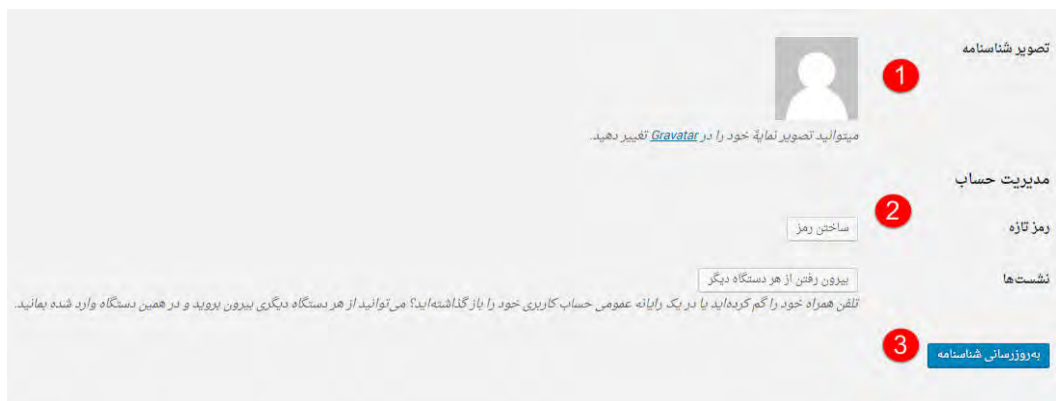 تصویر شناسنامه
1
میتوانید تصویر نمایۀ خود را در Gravatar تغییر دهید.
مدیریت حساب
2
رمز تازه
ساختن رمز
نشست‌ها
بیرون رفتن از هر دستگاه دیگر
تلفن همراه خود را گم کرده‌اید یا در یک رایانه عمومی حساب کاربری خود را باز گذاشته‌اید؟ می‌توانید از هر دستگاه دیگری بیرون بروید و در همین دستگاه وارد شده بمانید.
3
به‌روزرسانی شناسنامه